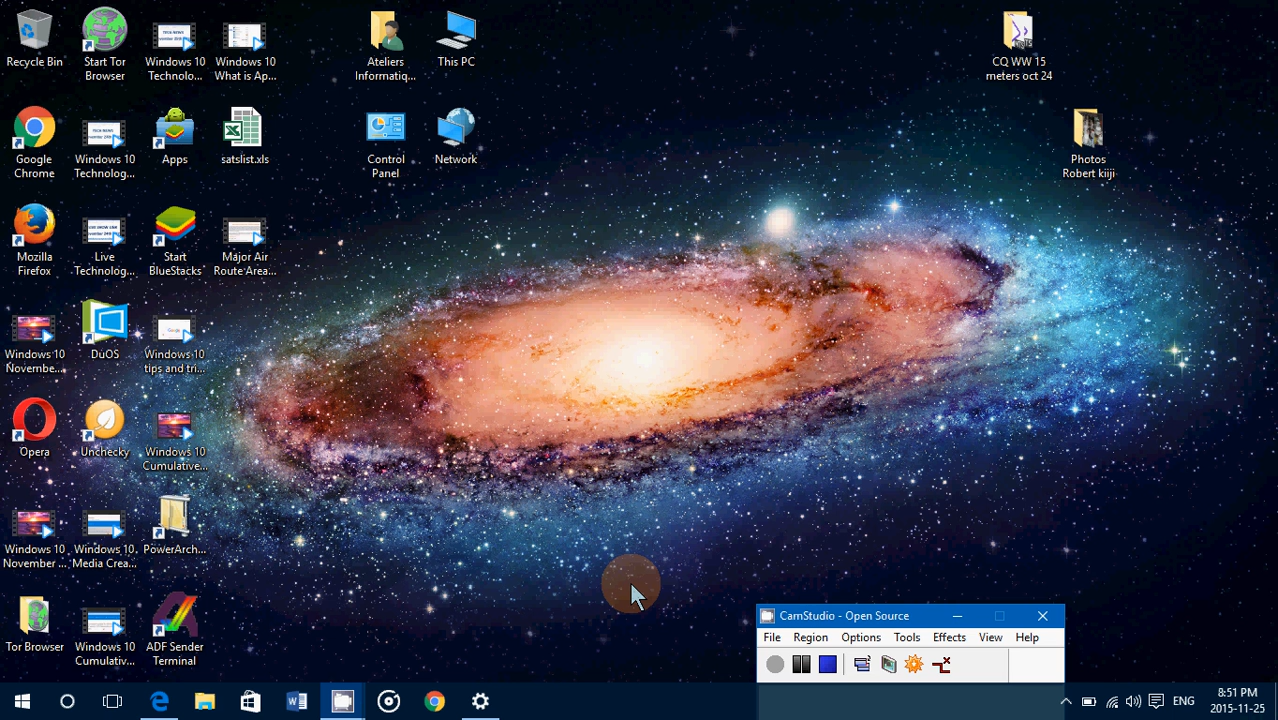 Recycle Bin
Start Tor
Browser
Windows 10
Technolo...
Windows 10
What is Ap...
Ateliers
Informatiq...
This PC
CQ WW 15
meters oct 24
Google
Chrome
Windows 10
Technolog...
Apps
satslist.xls
Control
Panel
Network
Photos
Robert kiiji
Mozilla
Firefox
Live
Technolog...
Start
BlueStacks
Major Air
Route Area...
Windows 10
Novembe...
DuOS
Windows 10
tips and tri...
Opera
Unchecky
Windows 10
Cumulative...
Windows 10
November ...
Windows 10
Media Crea...
PowerArch...
Tor Browser
Windows 10
Cumulativ...
ADF Sender
Terminal
CamStudio - Open Source
File Region Options Tools Effects View Help
ENG
8:51 PM
2015-11-25